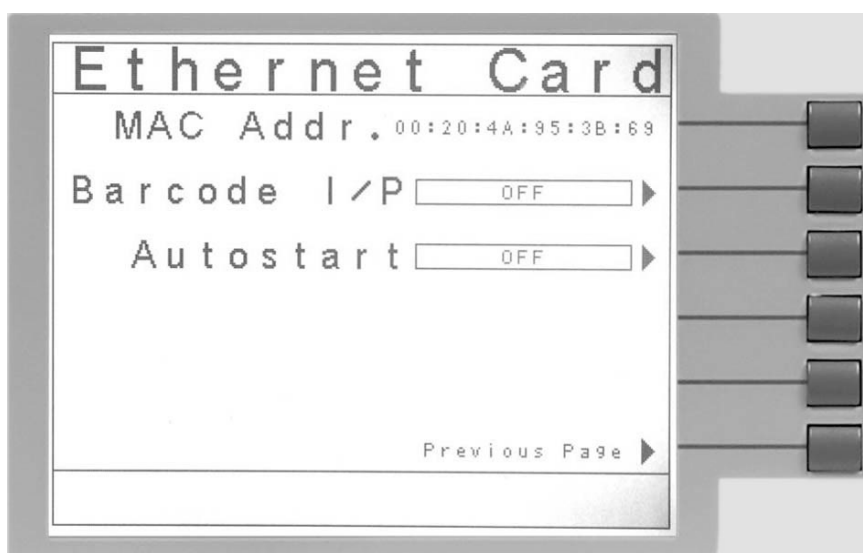 Ethernet Card
MAC Addr. 00:20:4A:95:3B:69
Barcode I/P OFF
Autostart OFF
Previous Page